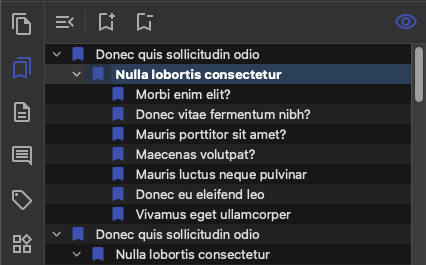 Donec quis sollicitudin odio
Nulla lobortis consectetur
Morbi enim elit?
Donec vitae fermentum nibh?
Mauris porttitor sit amet?
Maecenas volutpat?
Mauris luctus neque pulvinar
Donec eu eleifend leo
Vivamus eget ullamcorper
Donec quis sollicitudin odio
Nulla lobortis consectetur